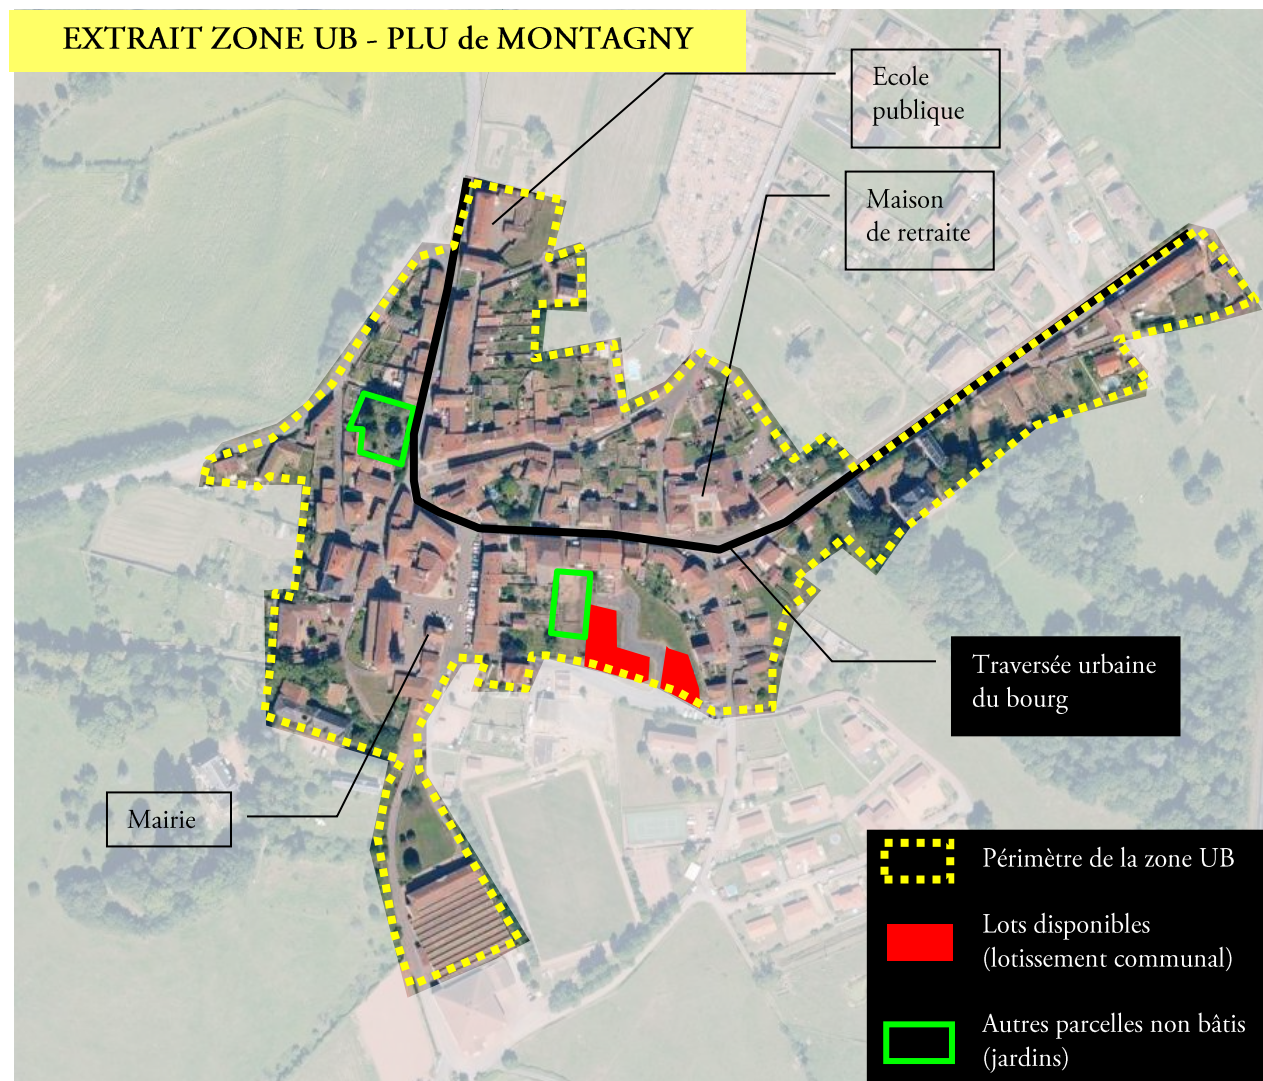 EXTRAIT ZONE UB - PLU de MONTAGNY
Ecole
publique
Maison
de retraite
Traversée urbaine
du bourg
Mairie
Périmètre de la zone UB
Lots disponibles
(lotissement communal)
Autres parcelles non bâtis
(jardins)